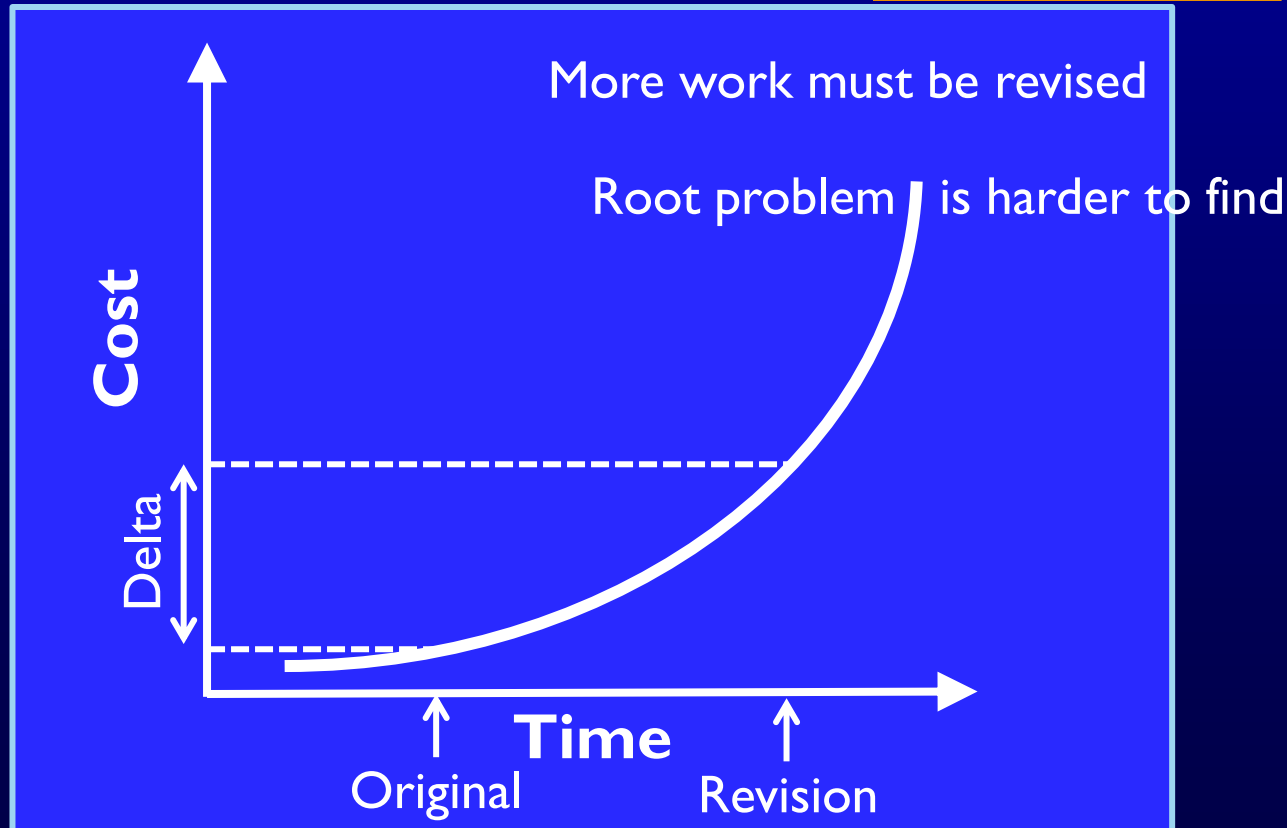 More work must be revised
Root problem is harder to find
Cost
Delta
Time
Original
Revision